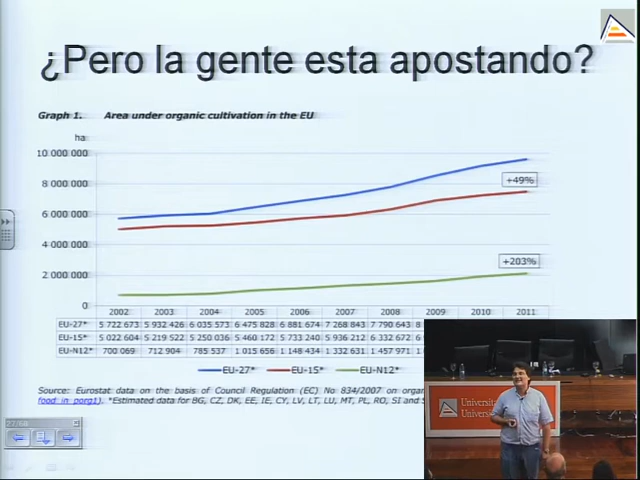 ¿Pero la gente esta apostando?
Graph 1. Area under organic cultivation in the EU
ha
10 000 000
8 000 000
6 000 000
4 000 000
2 000 000
0
+49%
+203%
2002 2003 2004 2005 2006 2007 2008 2009 2010 2011
EU-27* 5 722 673 5 932 426 6 035 573 6 475 828 6 881 674 7 268 843 7 790 643
EU-15* 5 022 604 5 219 522 5 250 036 5 460 172 5 733 240 5 936 212 6 332 672
EU-N12* 700 069 712 904 785 537 1 015 656 1 148 434 1 332 631 1 457 971
EU-27* EU-15* EU-N12*
Source: Eurostat data on the basis of Council Regulation (EC) No 834/2007 on
food_in_porg1). *Estimated data for BG, CZ, DK, EE, IE, CY, LV, LT, LU, MT, PL, RO, SI and